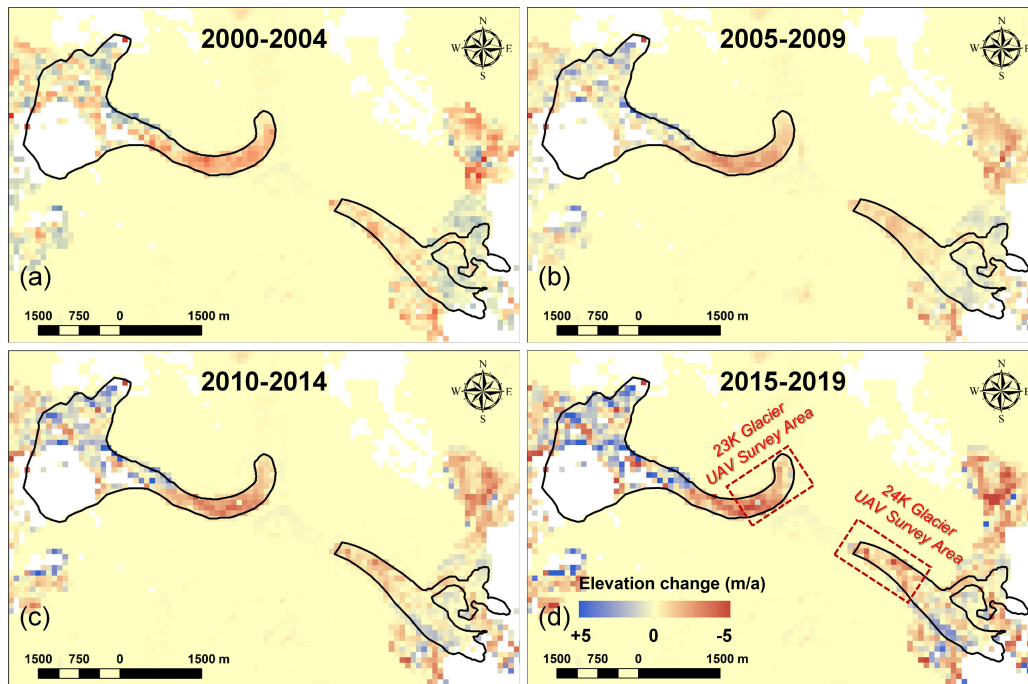 2000-2004
N
W E
S
(a)
1500 750 0 1500 m
2005-2009
N
W E
S
(b)
1500 750 0 1500 m
2010-2014
N
W E
S
(c)
1500 750 0 1500 m
2015-2019
N
W E
S
23K Glacier
UAV Survey Area
24K Glacier
UAV Survey Area
Elevation change (m/a)
+5 0 -5
(d)
1500 750 0 1500 m